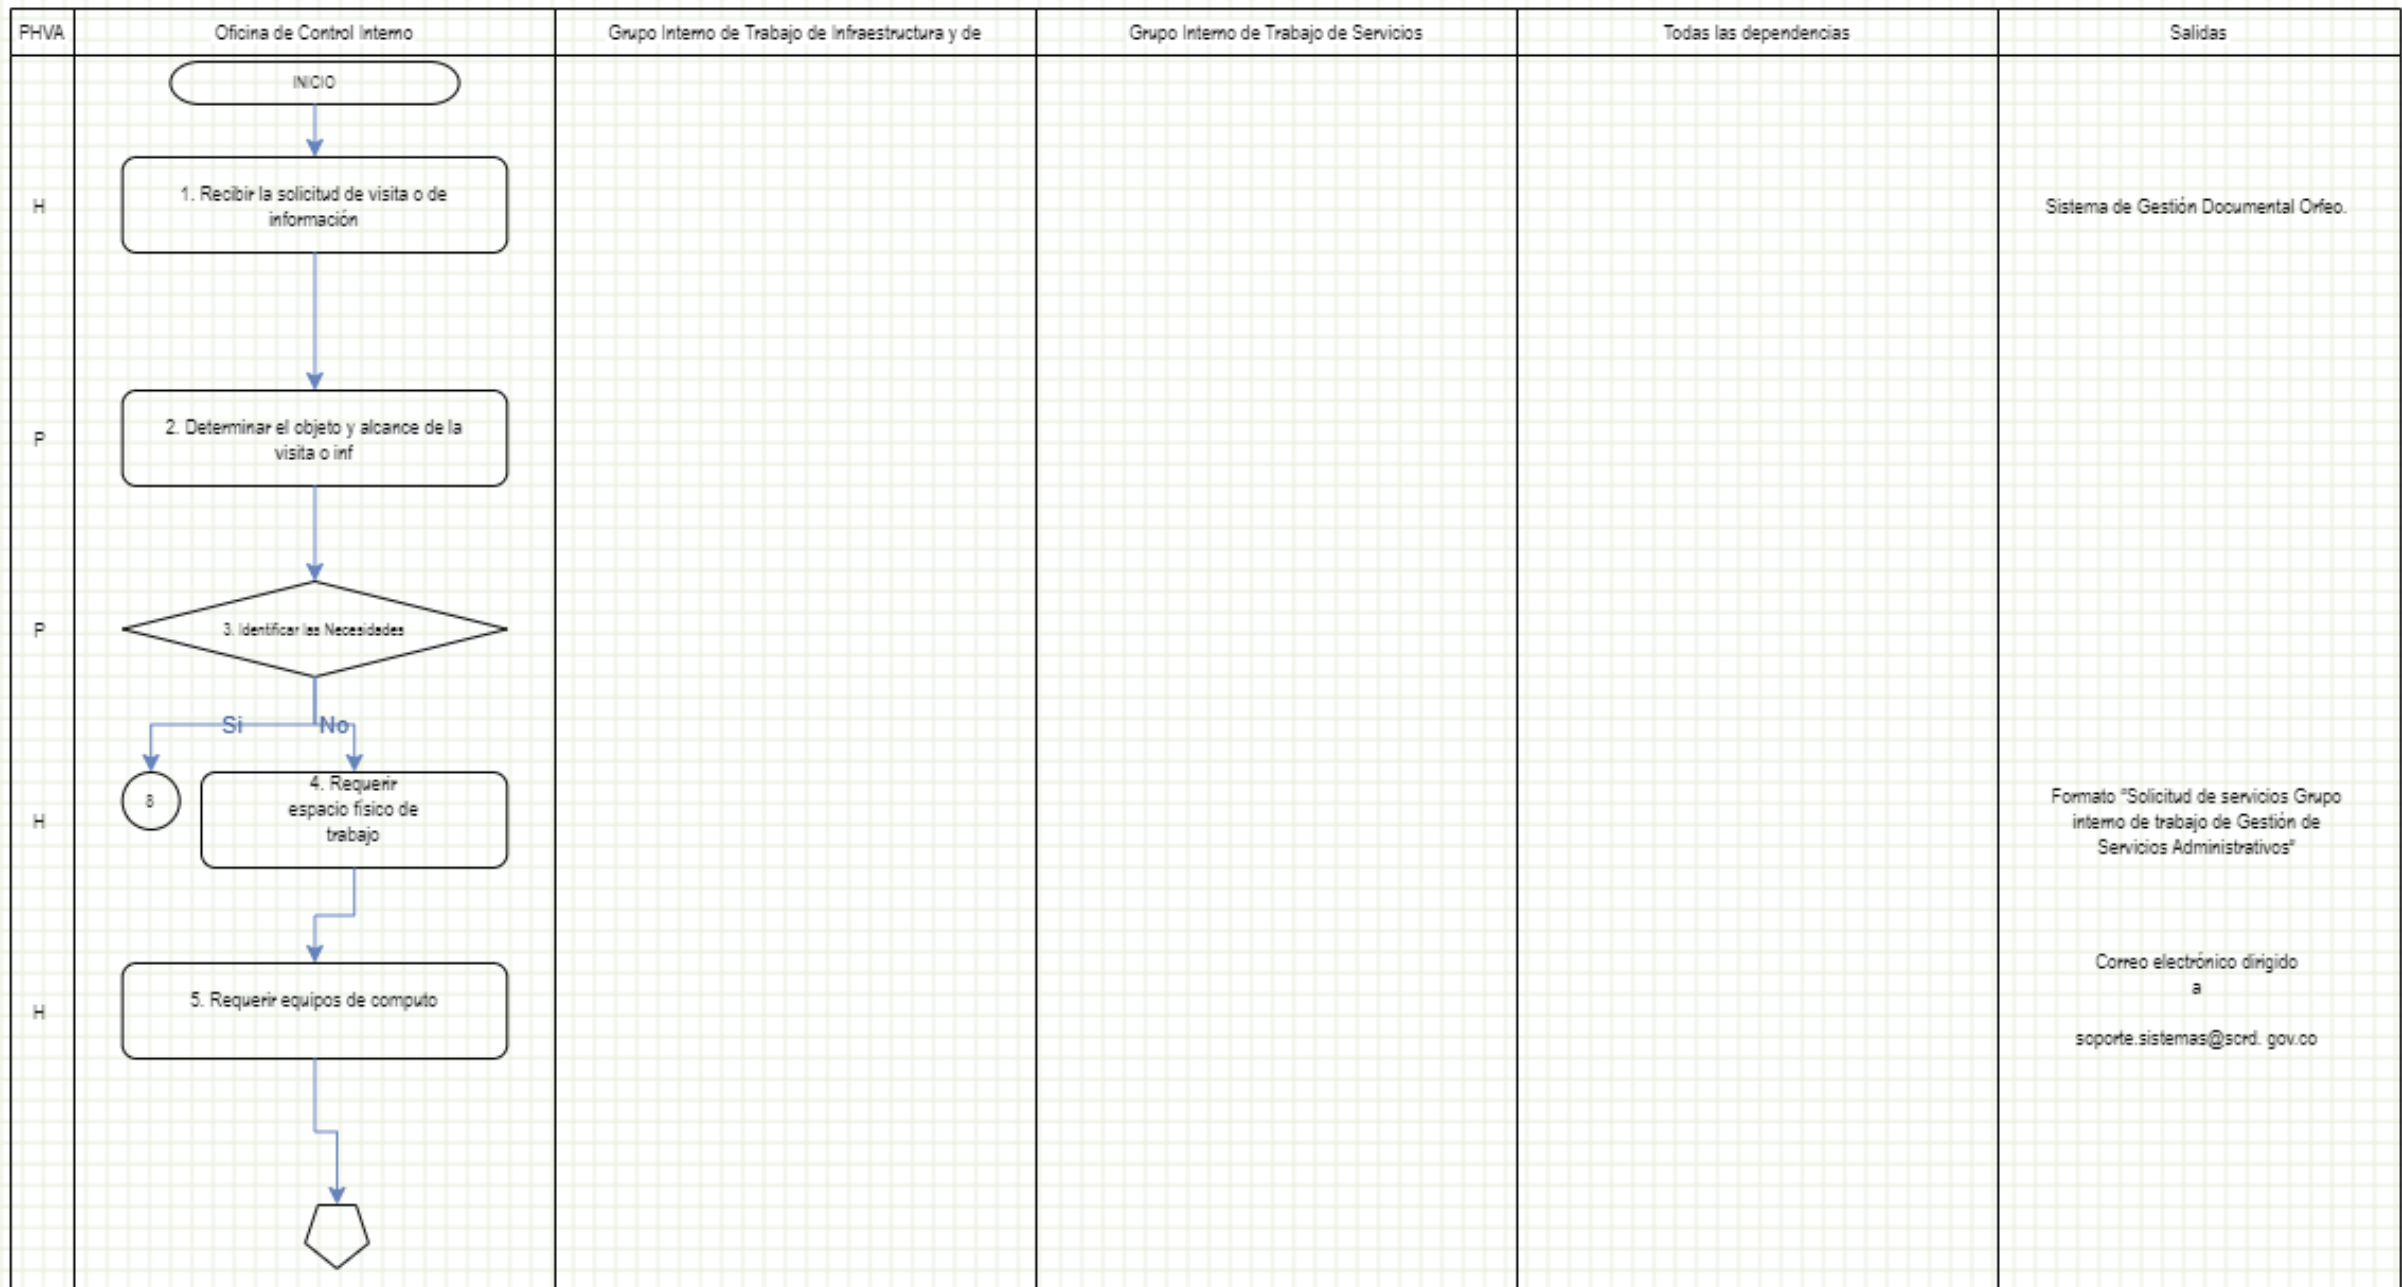 PHVA
Oficina de Control Interno
Grupo Interno de Trabajo de Infraestructura y de
Grupo Interno de Trabajo de Servicios
Todas las dependencias
Salidas
INICIO
H
1. Recibir la solicitud de visita o de
información
Sistema de Gestión Documental Orfeo.
P
2. Determinar el objeto y alcance de la
visita o inf
P
3. Identificar las Necesidades
Si
No
H
8
4. Requerir
espacio físico de
trabajo
Formato "Solicitud de servicios Grupo
interno de trabajo de Gestión de
Servicios Administrativos"
H
5. Requerir equipos de computo
Correo electrónico dirigido
a
soporte.sistemas@scrd. gov.co